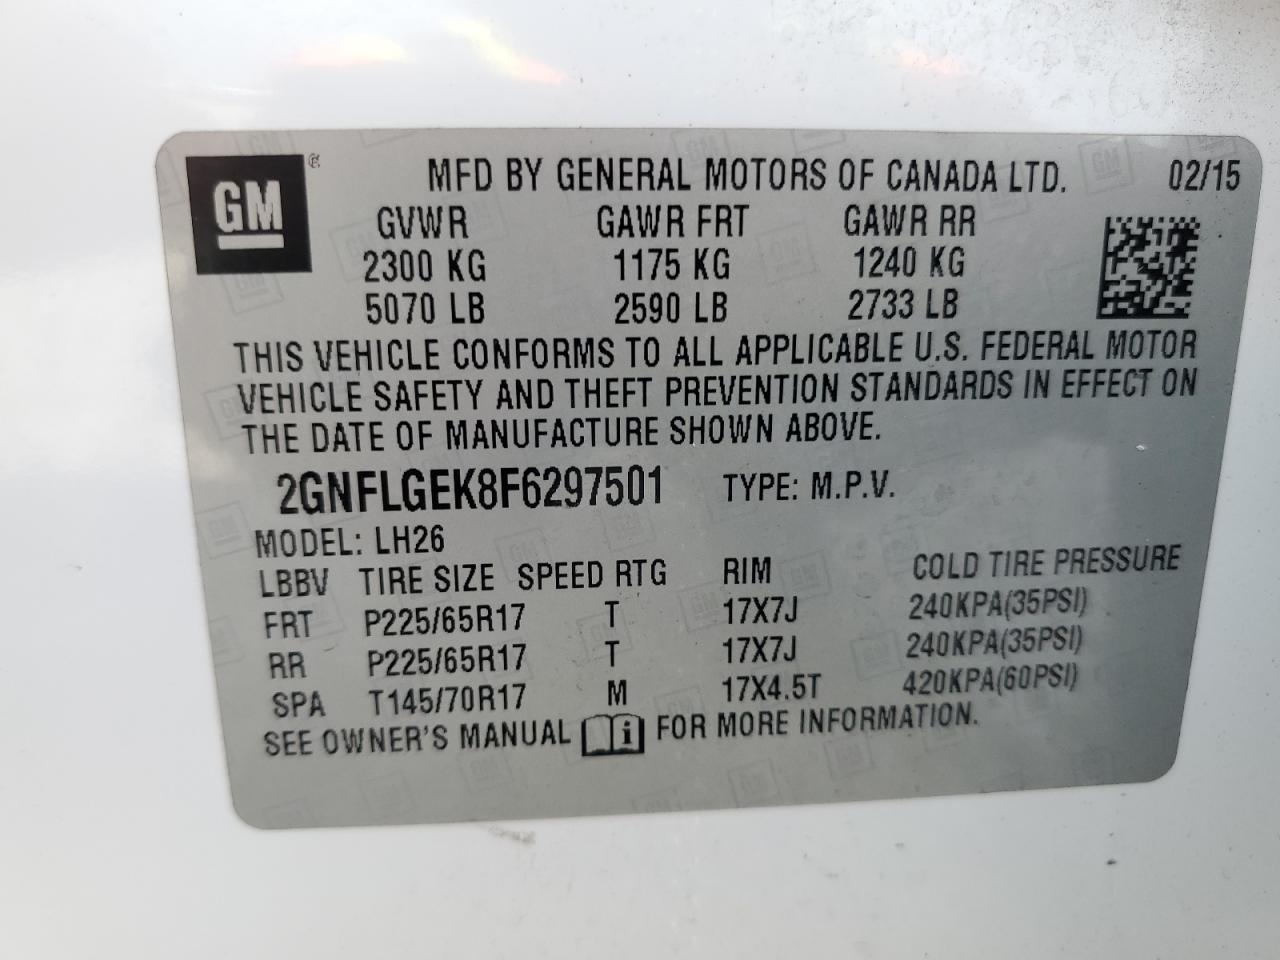 GM
MFD BY GENERAL MOTORS OF CANADA LTD. 02/15
GVWR GAWR FRT GAWR RR
2300 KG 1175 KG 1240 KG
5070 LB 2590 LB 2733 LB
THIS VEHICLE CONFORMS TO ALL APPLICABLE U.S. FEDERAL MOTOR
VEHICLE SAFETY AND THEFT PREVENTION STANDARDS IN EFFECT ON
THE DATE OF MANUFACTURE SHOWN ABOVE.
2GNFLGEK8F6297501 TYPE: M.P.V.
MODEL: LH26
LBBV TIRE SIZE SPEED RTG RIM COLD TIRE PRESSURE
FRT P225/65R17 T 17X7J 240KPA(35PSI)
RR P225/65R17 T 17X7J 240KPA(35PSI)
SPA T145/70R17 M 17X4.5T 420KPA(60PSI)
SEE OWNER'S MANUAL i FOR MORE INFORMATION.